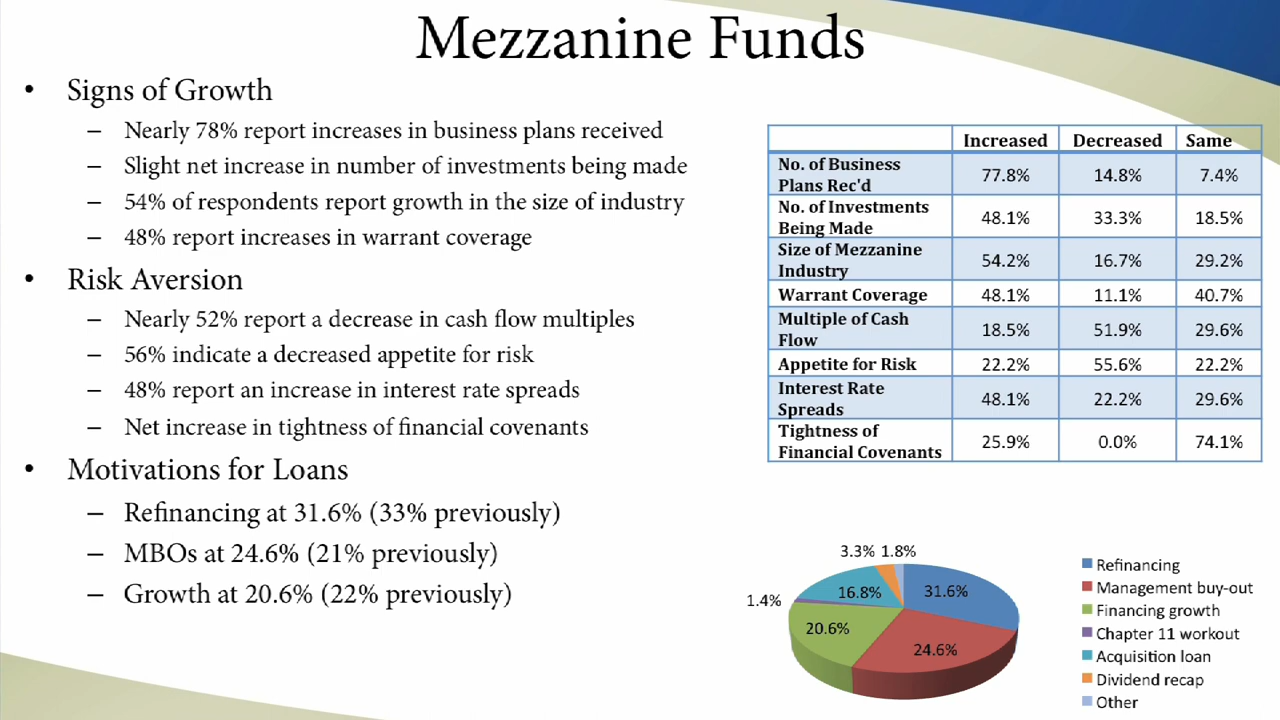 Mezzanine Funds
• Signs of Growth
– Nearly 78% report increases in business plans received
– Slight net increase in number of investments being made
– 54% of respondents report growth in the size of industry
– 48% report increases in warrant coverage
• Risk Aversion
– Nearly 52% report a decrease in cash flow multiples
– 56% indicate a decreased appetite for risk
– 48% report an increase in interest rate spreads
– Net increase in tightness of financial covenants
• Motivations for Loans
– Refinancing at 31.6% (33% previously)
– MBOs at 24.6% (21% previously)
– Growth at 20.6% (22% previously)
Increased Decreased Same
No. of Business
Plans Rec'd 77.8% 14.8% 7.4%
No. of Investments
Being Made 48.1% 33.3% 18.5%
Size of Mezzanine
Industry 54.2% 16.7% 29.2%
Warrant Coverage 48.1% 11.1% 40.7%
Multiple of Cash
Flow 18.5% 51.9% 29.6%
Appetite for Risk 22.2% 55.6% 22.2%
Interest Rate
Spreads 48.1% 22.2% 29.6%
Tightness of
Financial Covenants 25.9% 0.0% 74.1%
3.3% 1.8%
1.4% 16.8% 31.6%
20.6% 24.6%
Refinancing
Management buy-out
Financing growth
Chapter 11 workout
Acquisition loan
Dividend recap
Other